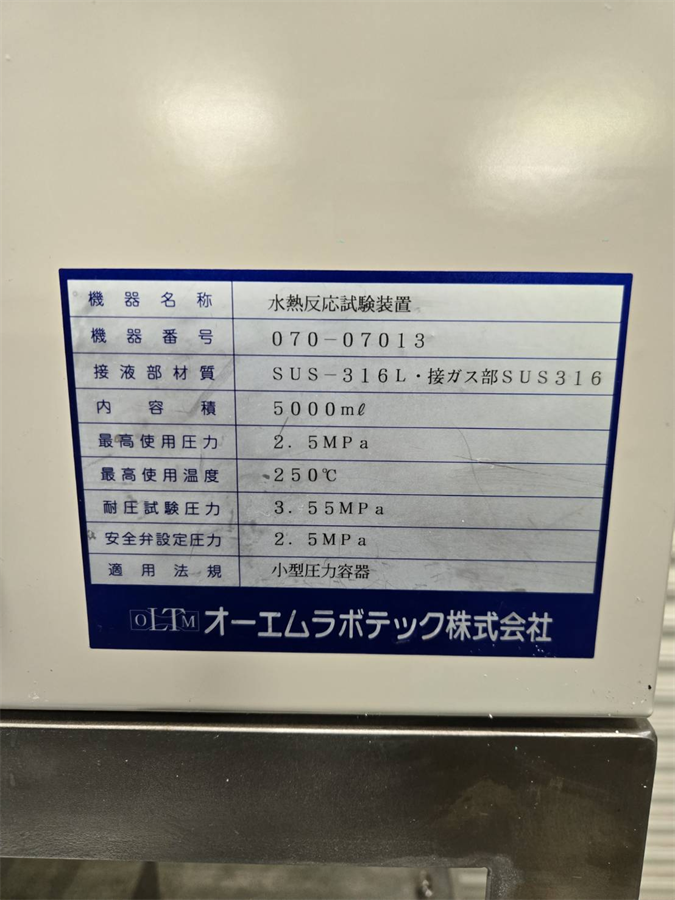 機器名称 水熱反応試験装置
機器番号 070-07013
接液部材質 SUS-316L・接ガス部SUS316
内容積 5000mℓ
最高使用圧力 2.5MPa
最高使用温度 250℃
耐圧試験圧力 3.55MPa
安全弁設定圧力 2.5MPa
適用法規 小型圧力容器
OLTM オーエムラボテック株式会社